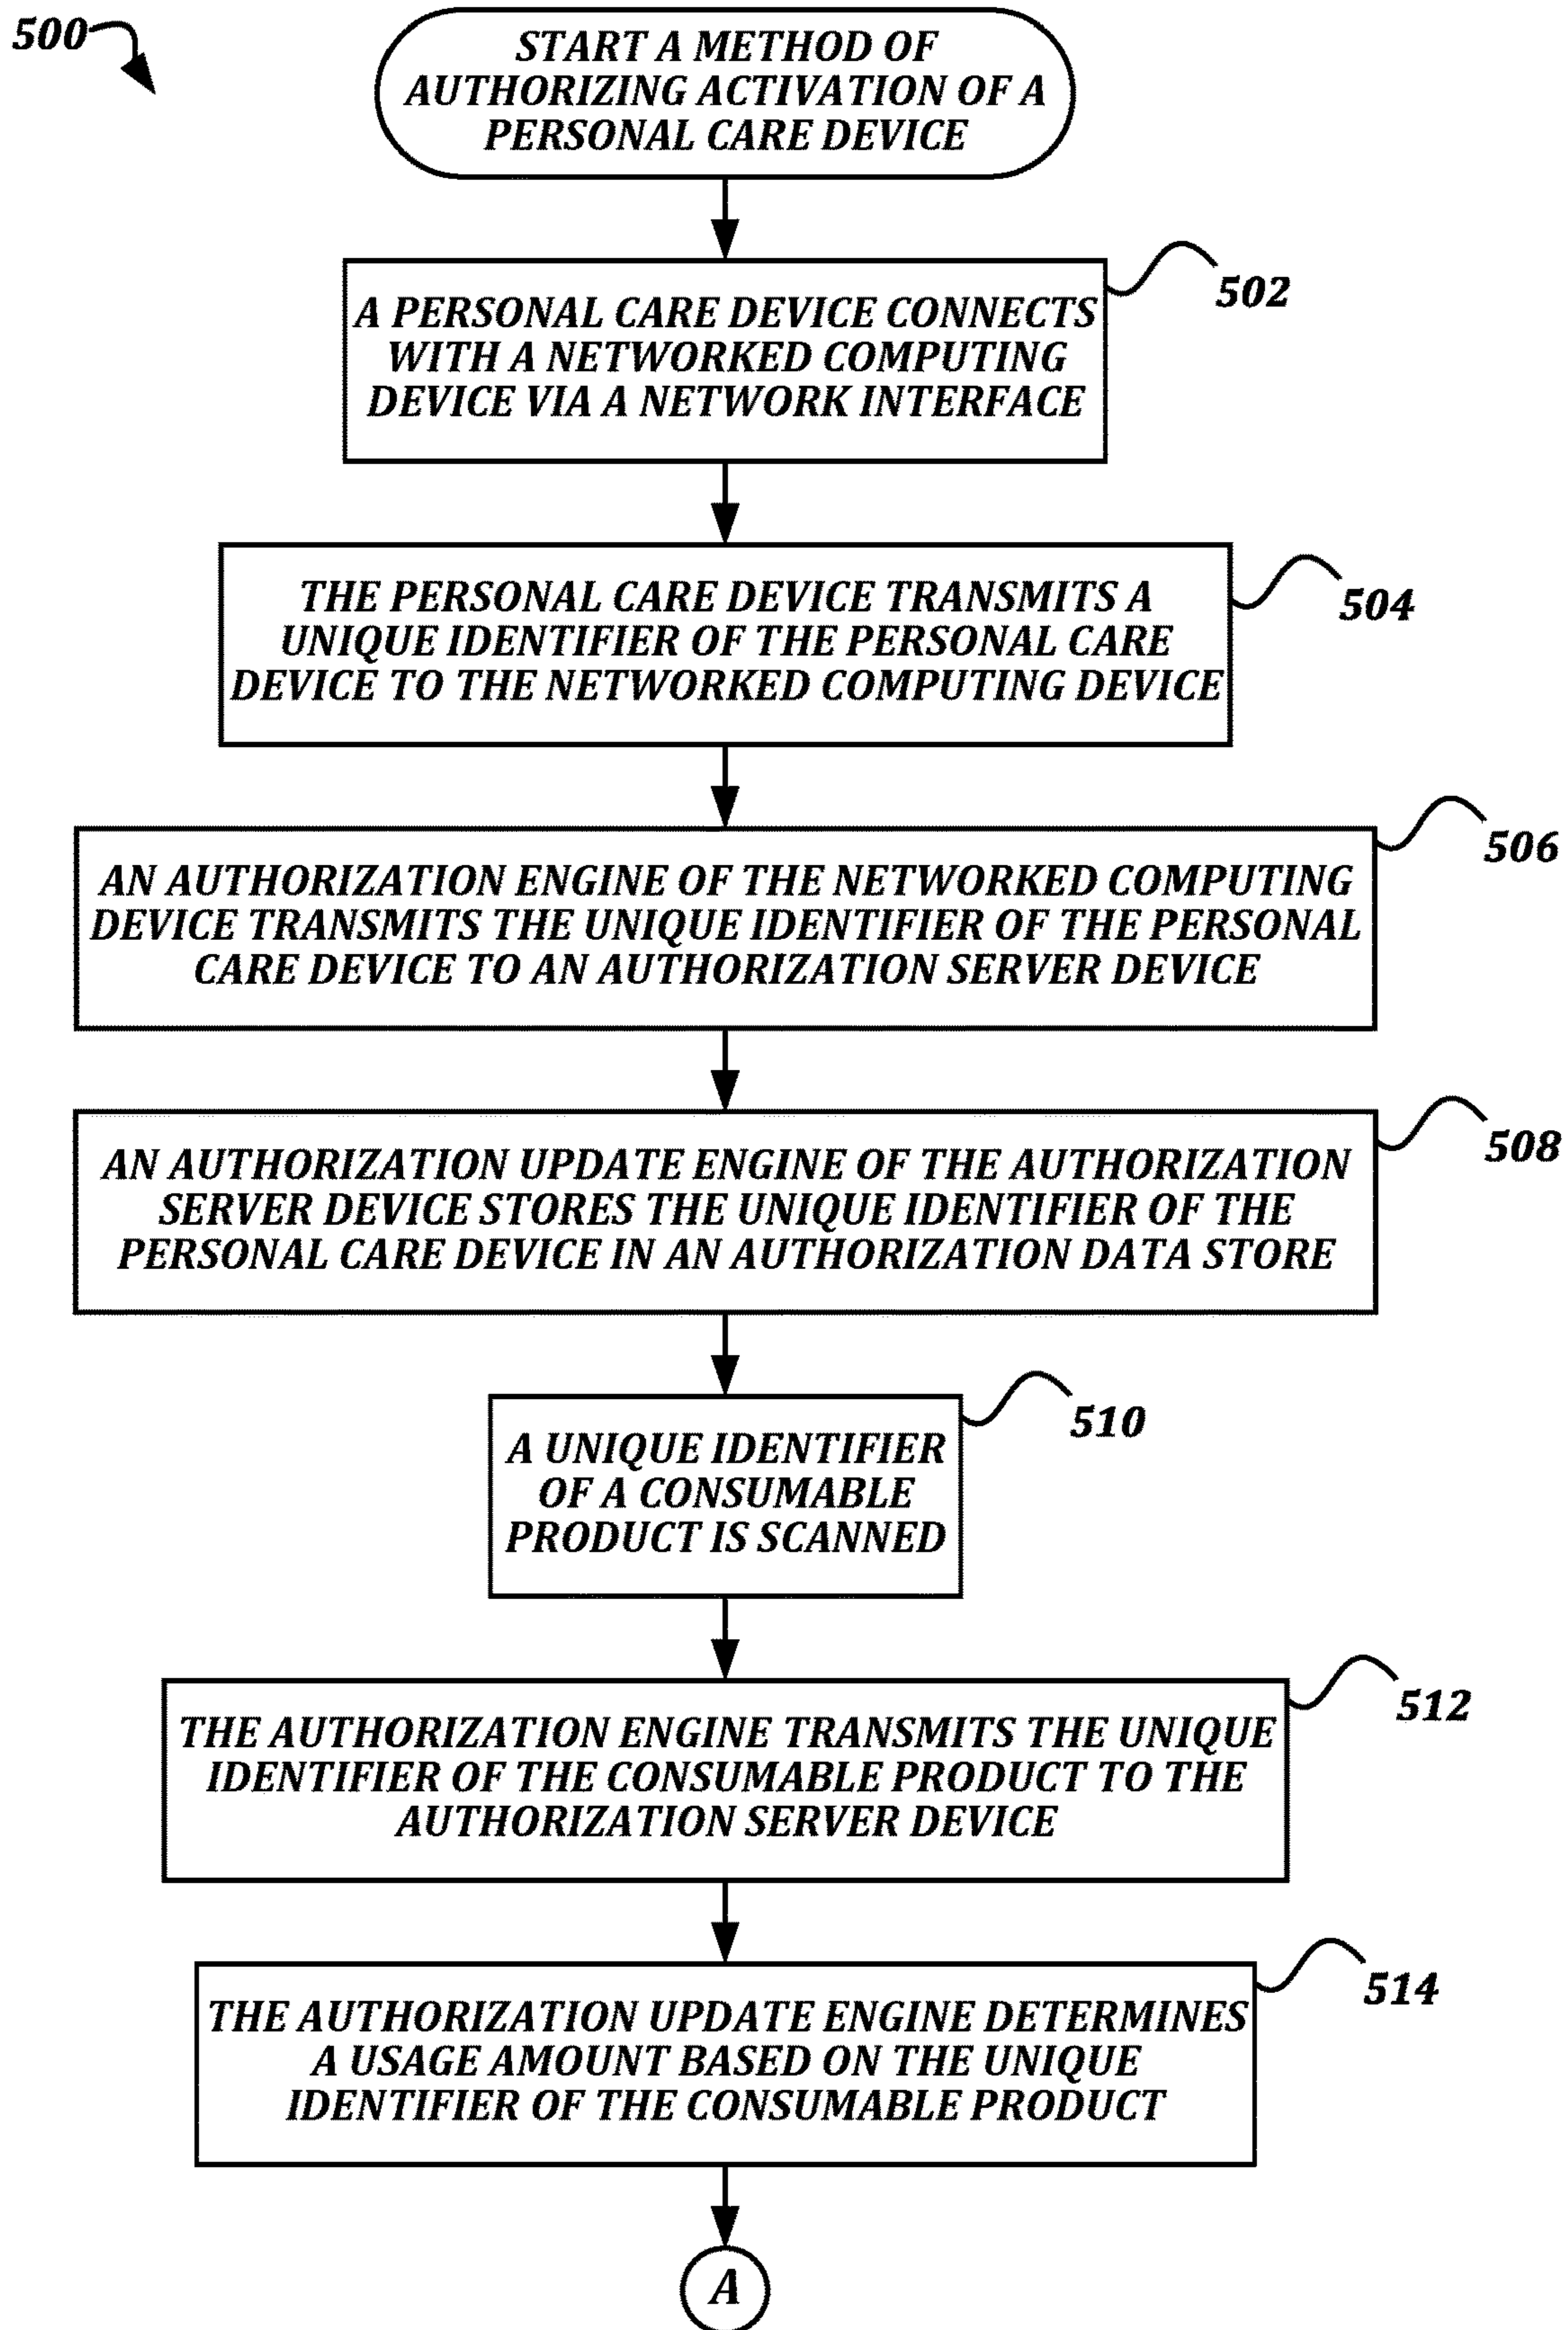 500
START A METHOD OF
AUTHORIZING ACTIVATION OF A
PERSONAL CARE DEVICE
A PERSONAL CARE DEVICE CONNECTS
WITH A NETWORKED COMPUTING
DEVICE VIA A NETWORK INTERFACE
502
THE PERSONAL CARE DEVICE TRANSMITS A
UNIQUE IDENTIFIER OF THE PERSONAL CARE
DEVICE TO THE NETWORKED COMPUTING DEVICE
504
AN AUTHORIZATION ENGINE OF THE NETWORKED COMPUTING
DEVICE TRANSMITS THE UNIQUE IDENTIFIER OF THE PERSONAL
CARE DEVICE TO AN AUTHORIZATION SERVER DEVICE
506
AN AUTHORIZATION UPDATE ENGINE OF THE AUTHORIZATION
SERVER DEVICE STORES THE UNIQUE IDENTIFIER OF THE
PERSONAL CARE DEVICE IN AN AUTHORIZATION DATA STORE
508
A UNIQUE IDENTIFIER
OF A CONSUMABLE
PRODUCT IS SCANNED
510
THE AUTHORIZATION ENGINE TRANSMITS THE UNIQUE
IDENTIFIER OF THE CONSUMABLE PRODUCT TO THE
AUTHORIZATION SERVER DEVICE
512
THE AUTHORIZATION UPDATE ENGINE DETERMINES
A USAGE AMOUNT BASED ON THE UNIQUE
IDENTIFIER OF THE CONSUMABLE PRODUCT
514
A